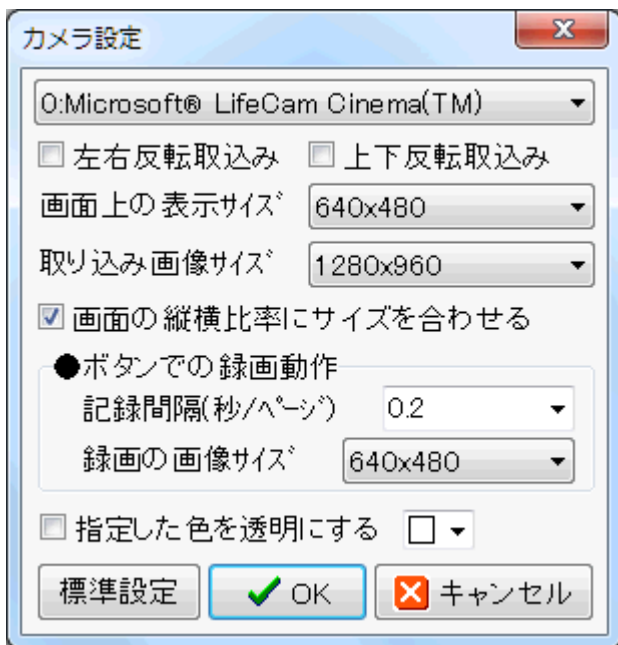 カメラ設定
0:Microsoft® LifeCam Cinema(TM)
左右反転取込み 上下反転取込み
画面上の表示ｻｲｽﾞ 640x480
取り込み画像ｻｲｽﾞ 1280x960
画面の縦横比率にサイズを合わせる
●ボタンでの録画動作
記録間隔(秒/ﾍﾟｰｼﾞ) 0.2
録画の画像ｻｲｽﾞ 640x480
指定した色を透明にする
標準設定 OK キャンセル